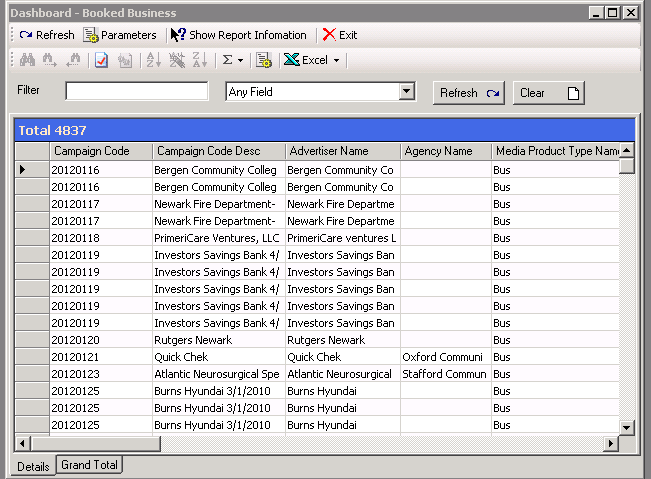 Dashboard - Booked Business
Refresh Parameters Show Report Infomation Exit
Σ Excel
Filter Any Field Refresh Clear
Total 4837
Campaign Code Campaign Code Desc Advertiser Name Agency Name Media Product Type Name
20120116 Bergen Community Colleg Bergen Community Co Bus
20120116 Bergen Community Colleg Bergen Community Co Bus
20120117 Newark Fire Department- Newark Fire Departme Bus
20120117 Newark Fire Department- Newark Fire Departme Bus
20120118 PrimeriCare Ventures, LLC PrimeriCare ventures L Bus
20120119 Investors Savings Bank 4/ Investors Savings Ban Bus
20120119 Investors Savings Bank 4/ Investors Savings Ban Bus
20120119 Investors Savings Bank 4/ Investors Savings Ban Bus
20120119 Investors Savings Bank 4/ Investors Savings Ban Bus
20120119 Investors Savings Bank 4/ Investors Savings Ban Bus
20120120 Rutgers Newark Rutgers Newark Bus
20120121 Quick Chek Quick Chek Oxford Communi Bus
20120123 Atlantic Neurosurgical Spe Atlantic Neurosurgical Stafford Commun Bus
20120125 Burns Hyundai 3/1/2010 Burns Hyundai Bus
20120125 Burns Hyundai 3/1/2010 Burns Hyundai Bus
20120125 Burns Hyundai 3/1/2010 Burns Hyundai Bus
Details Grand Total